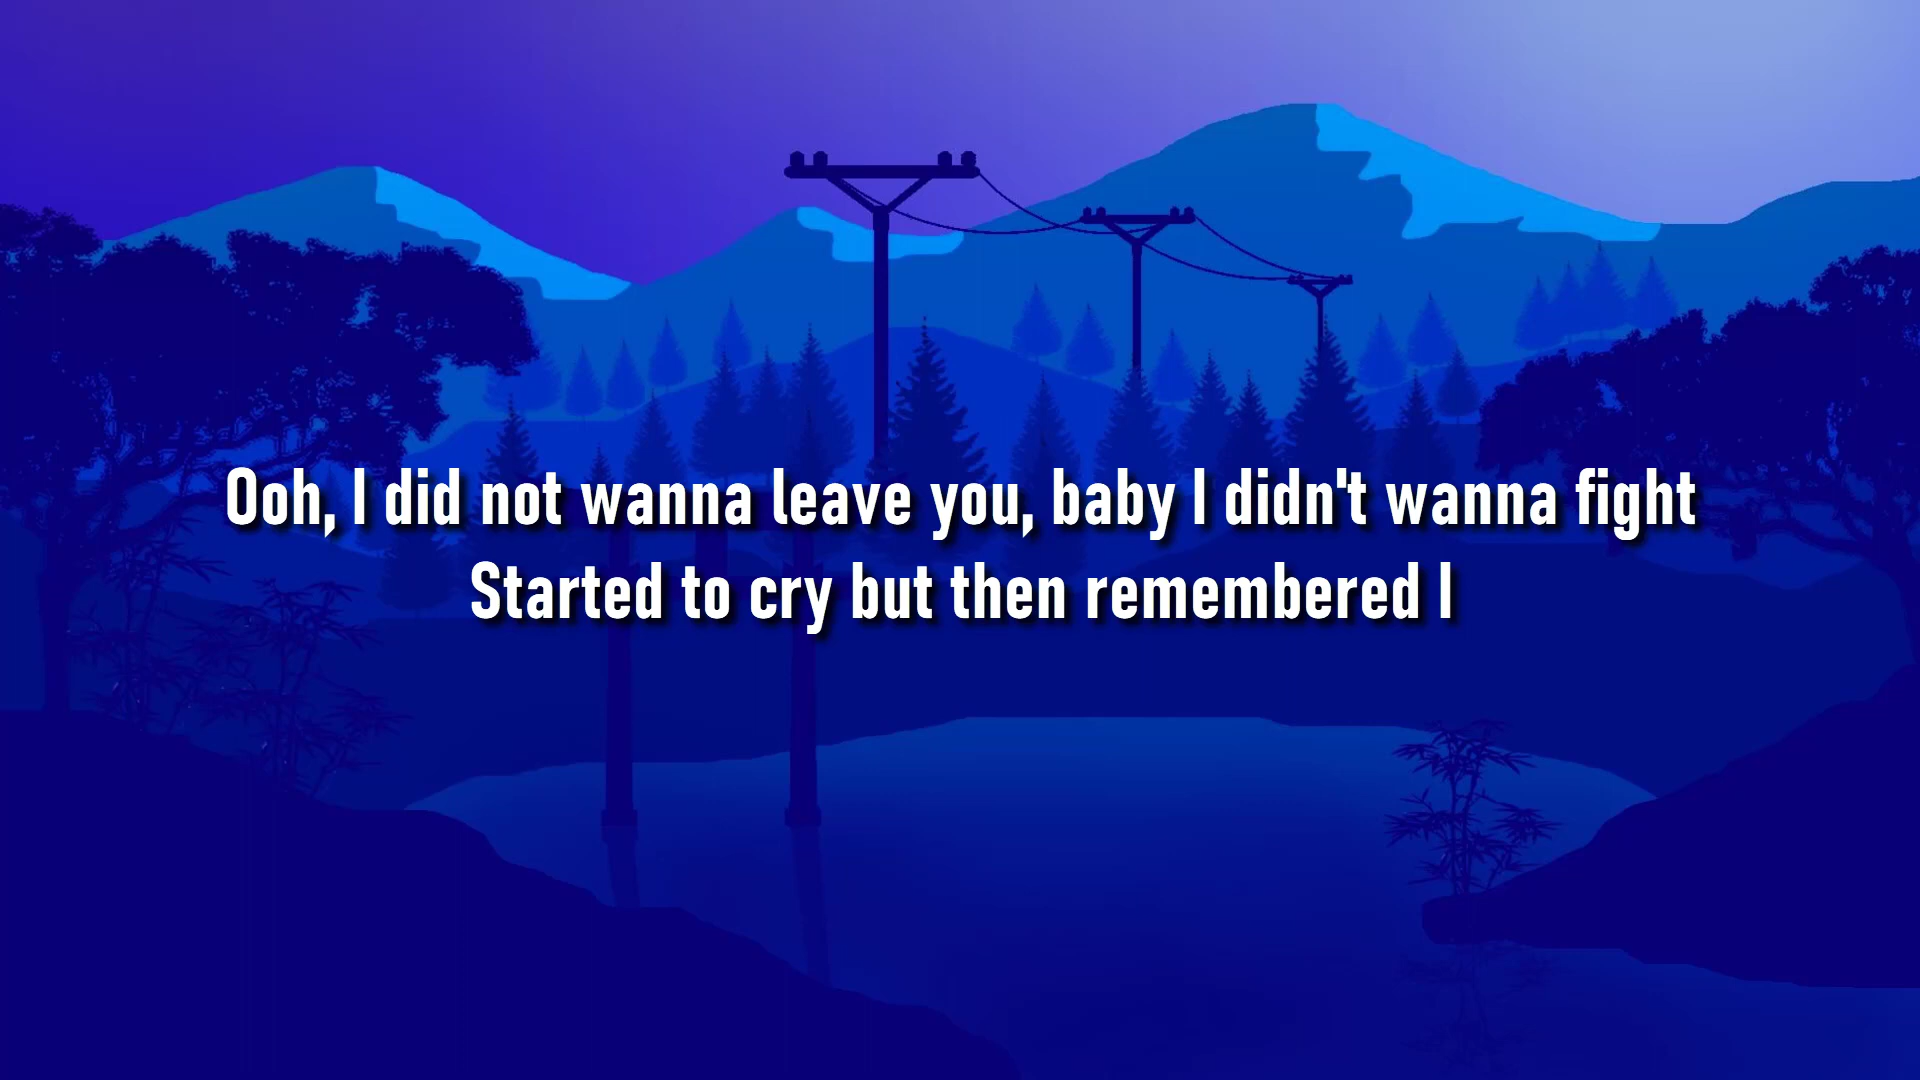 Ooh, I did not wanna leave you, baby I didn't wanna fight
Started to cry but then remembered I